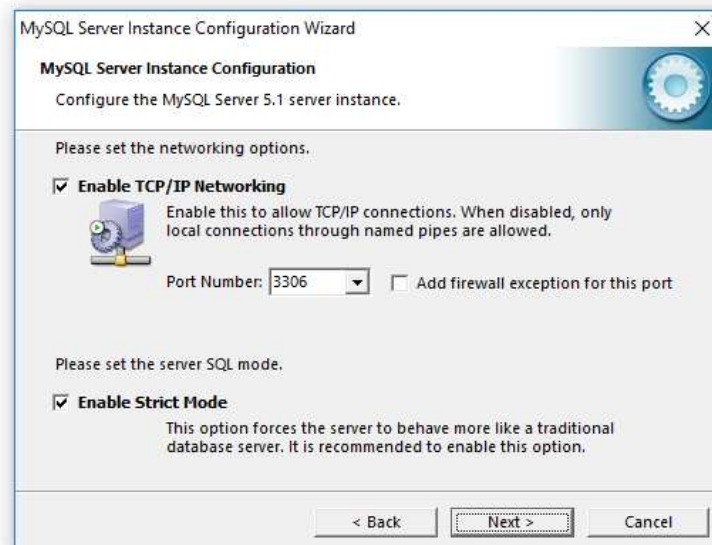 MySQL Server Instance Configuration Wizard
MySQL Server Instance Configuration
Configure the MySQL Server 5.1 server instance.
Please set the networking options.
Enable TCP/IP Networking
Enable this to allow TCP/IP connections. When disabled, only
local connections through named pipes are allowed.
Port Number: 3306 Add firewall exception for this port
Please set the server SQL mode.
Enable Strict Mode
This option forces the server to behave more like a traditional
database server. It is recommended to enable this option.
< Back Next > Cancel